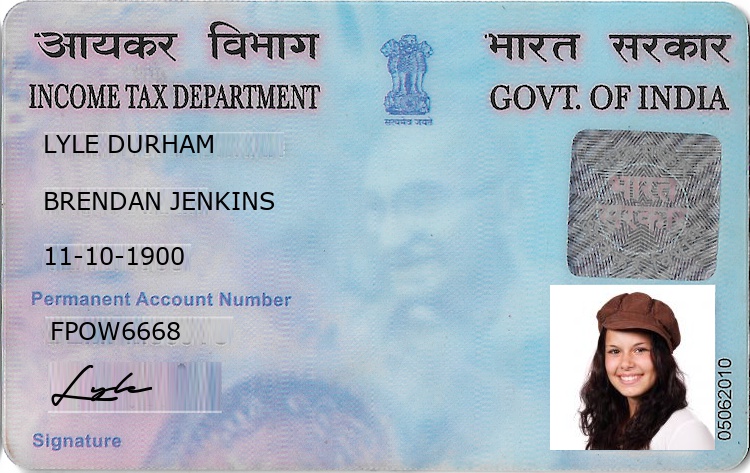 आयकर विभाग
भारत सरकार
INCOME TAX DEPARTMENT
GOVT. OF INDIA
सत्यमेव जयते
LYLE DURHAM
भारत
सरकार
BRENDAN JENKINS
11-10-1900
Permanent Account Number
FPOW6668
Lyle
05062010
Signature